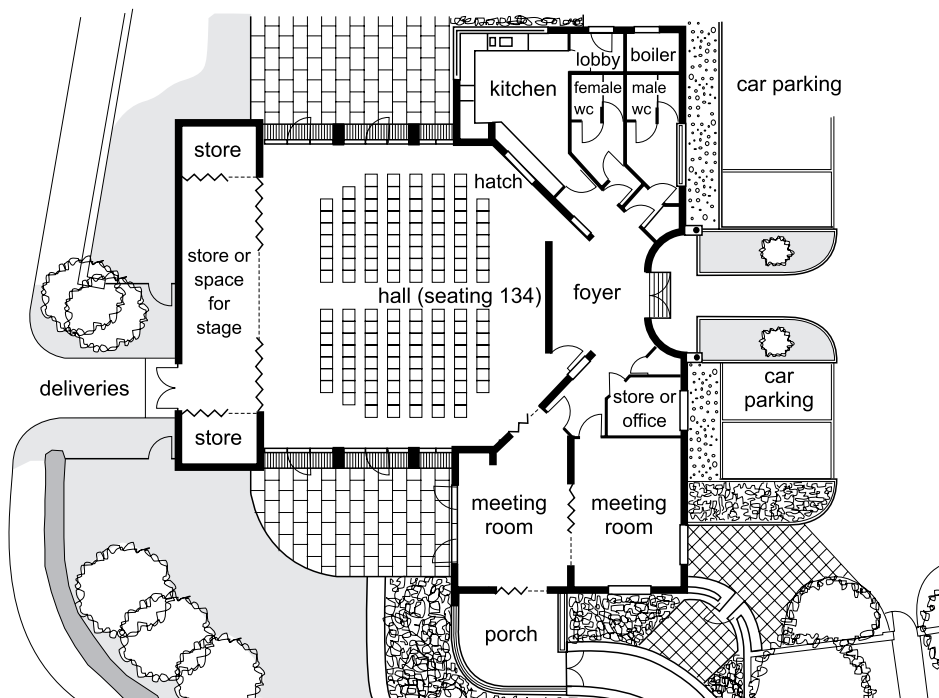 lobby
boiler
kitchen
female
wc
male
wc
car parking
store
hatch
store or
space
for
stage
hall (seating 134)
foyer
deliveries
car
parking
store or
office
store
meeting
room
meeting
room
porch